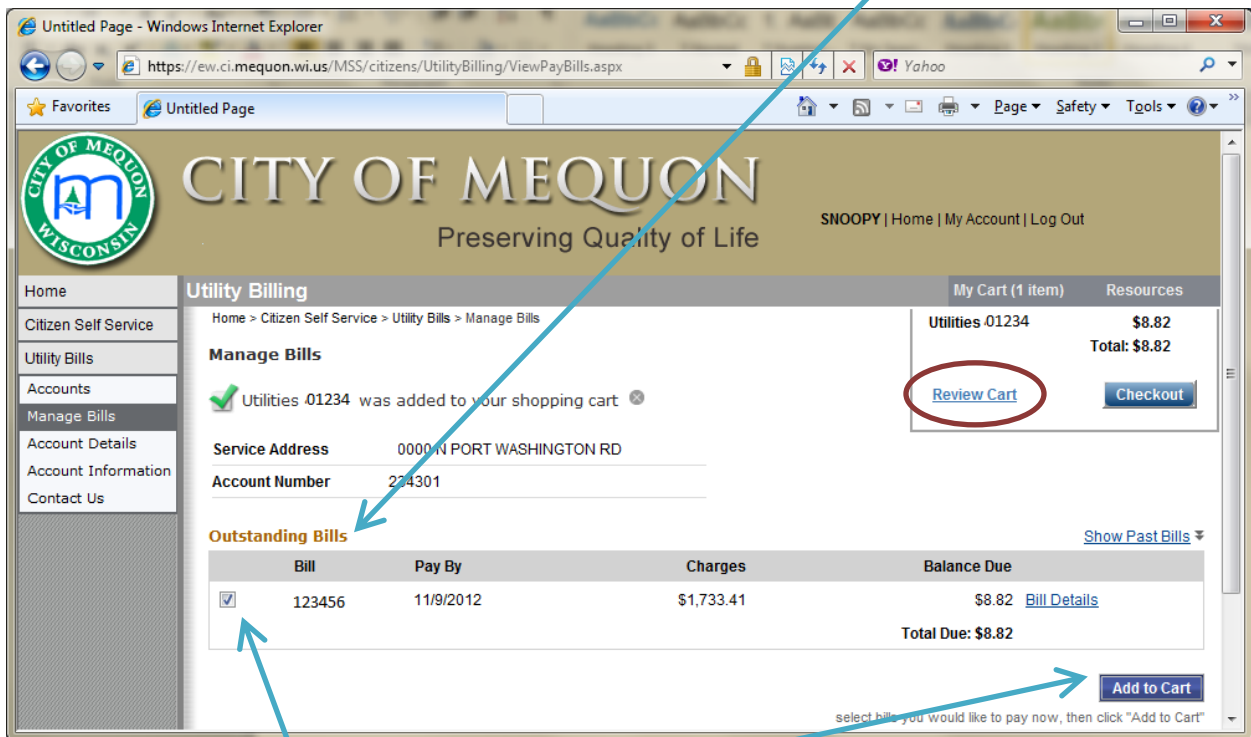 Untitled Page - Windows Internet Explorer
https://ew.ci.mequon.wi.us/MSS/citizens/UtilityBilling/ViewPayBills.aspx
Yahoo
Favorites
Untitled Page
Page
Safety
Tools
CITY OF MEQUON
WISCONSIN
CITY OF MEQUON
Preserving Quality of Life
SNOOPY | Home | My Account | Log Out
Home
Citizen Self Service
Utility Bills
Accounts
Manage Bills
Account Details
Account Information
Contact Us
Utility Billing
My Cart (1 item)
Resources
Home > Citizen Self Service > Utility Bills > Manage Bills
Utilities 01234 $8.82
Total: $8.82
Review Cart
Checkout
Manage Bills
Utilities 01234 was added to your shopping cart
Service Address 0000 N PORT WASHINGTON RD
Account Number 234301
Outstanding Bills
Show Past Bills
Bill Pay By Charges Balance Due
123456 11/9/2012 $1,733.41 $8.82 Bill Details
Total Due: $8.82
Add to Cart
select bills you would like to pay now, then click "Add to Cart"